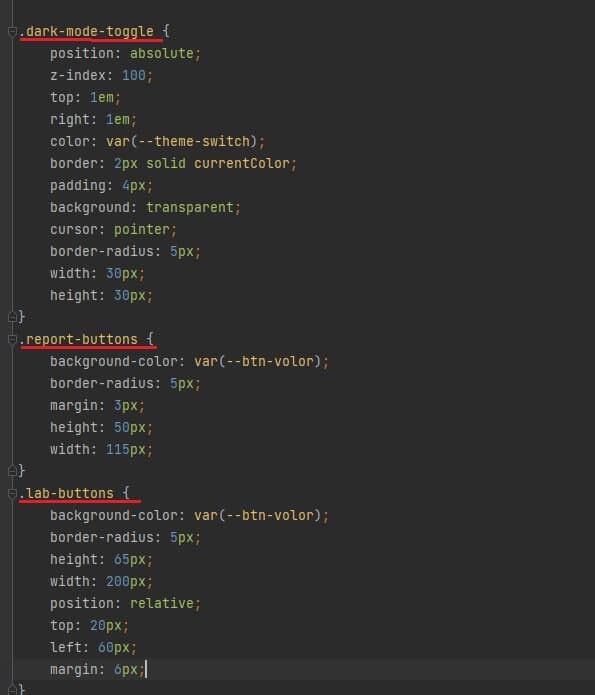 .dark-mode-toggle {
    position: absolute;
    z-index: 100;
    top: 1em;
    right: 1em;
    color: var(--theme-switch);
    border: 2px solid currentColor;
    padding: 4px;
    background: transparent;
    cursor: pointer;
    border-radius: 5px;
    width: 30px;
    height: 30px;
}
.report-buttons {
    background-color: var(--btn-volor);
    border-radius: 5px;
    margin: 3px;
    height: 50px;
    width: 115px;
}
.lab-buttons {
    background-color: var(--btn-volor);
    border-radius: 5px;
    height: 65px;
    width: 200px;
    position: relative;
    top: 20px;
    left: 60px;
    margin: 6px;
}